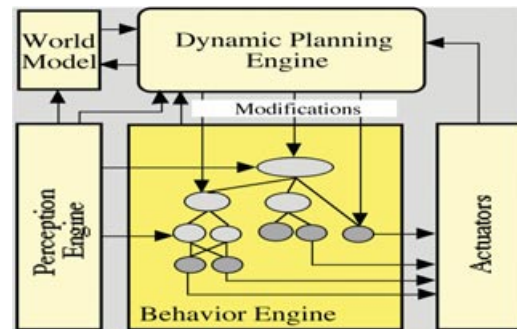 World
Model
Dynamic Planning
Engine
Modifications
Perception
Engine
Behavior Engine
Actuators